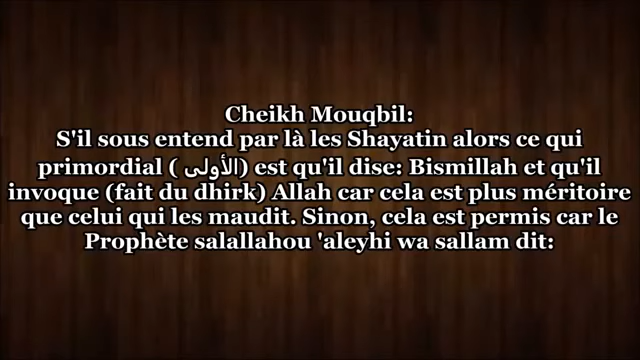 Cheikh Mouqbil:
S'il sous entend par là les Shayatin alors ce qui
primordial ( الأولى) est qu'il dise: Bismillah et qu'il
invoque (fait du dhirk) Allah car cela est plus méritoire
que celui qui les maudit. Sinon, cela est permis car le
Prophète salallahou 'aleyhi wa sallam dit: